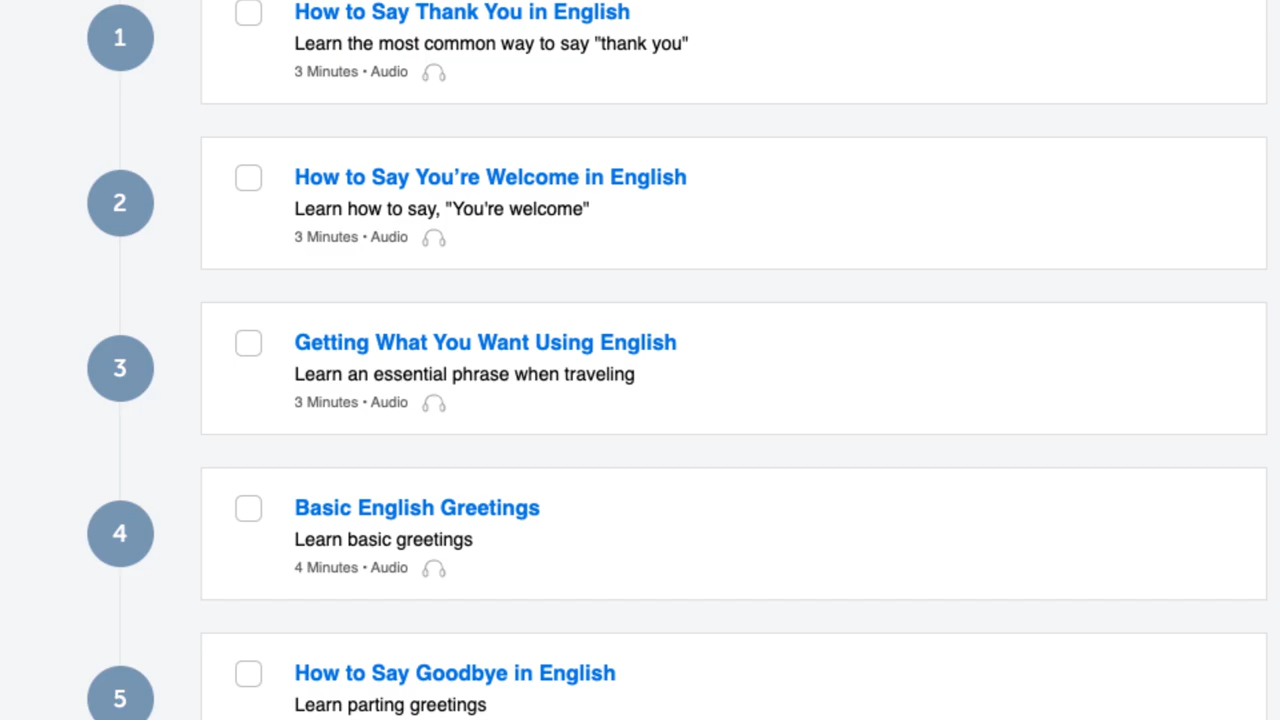 1
How to Say Thank You in English
Learn the most common way to say "thank you"
3 Minutes • Audio
2
How to Say You’re Welcome in English
Learn how to say, "You're welcome"
3 Minutes • Audio
3
Getting What You Want Using English
Learn an essential phrase when traveling
3 Minutes • Audio
4
Basic English Greetings
Learn basic greetings
4 Minutes • Audio
5
How to Say Goodbye in English
Learn parting greetings